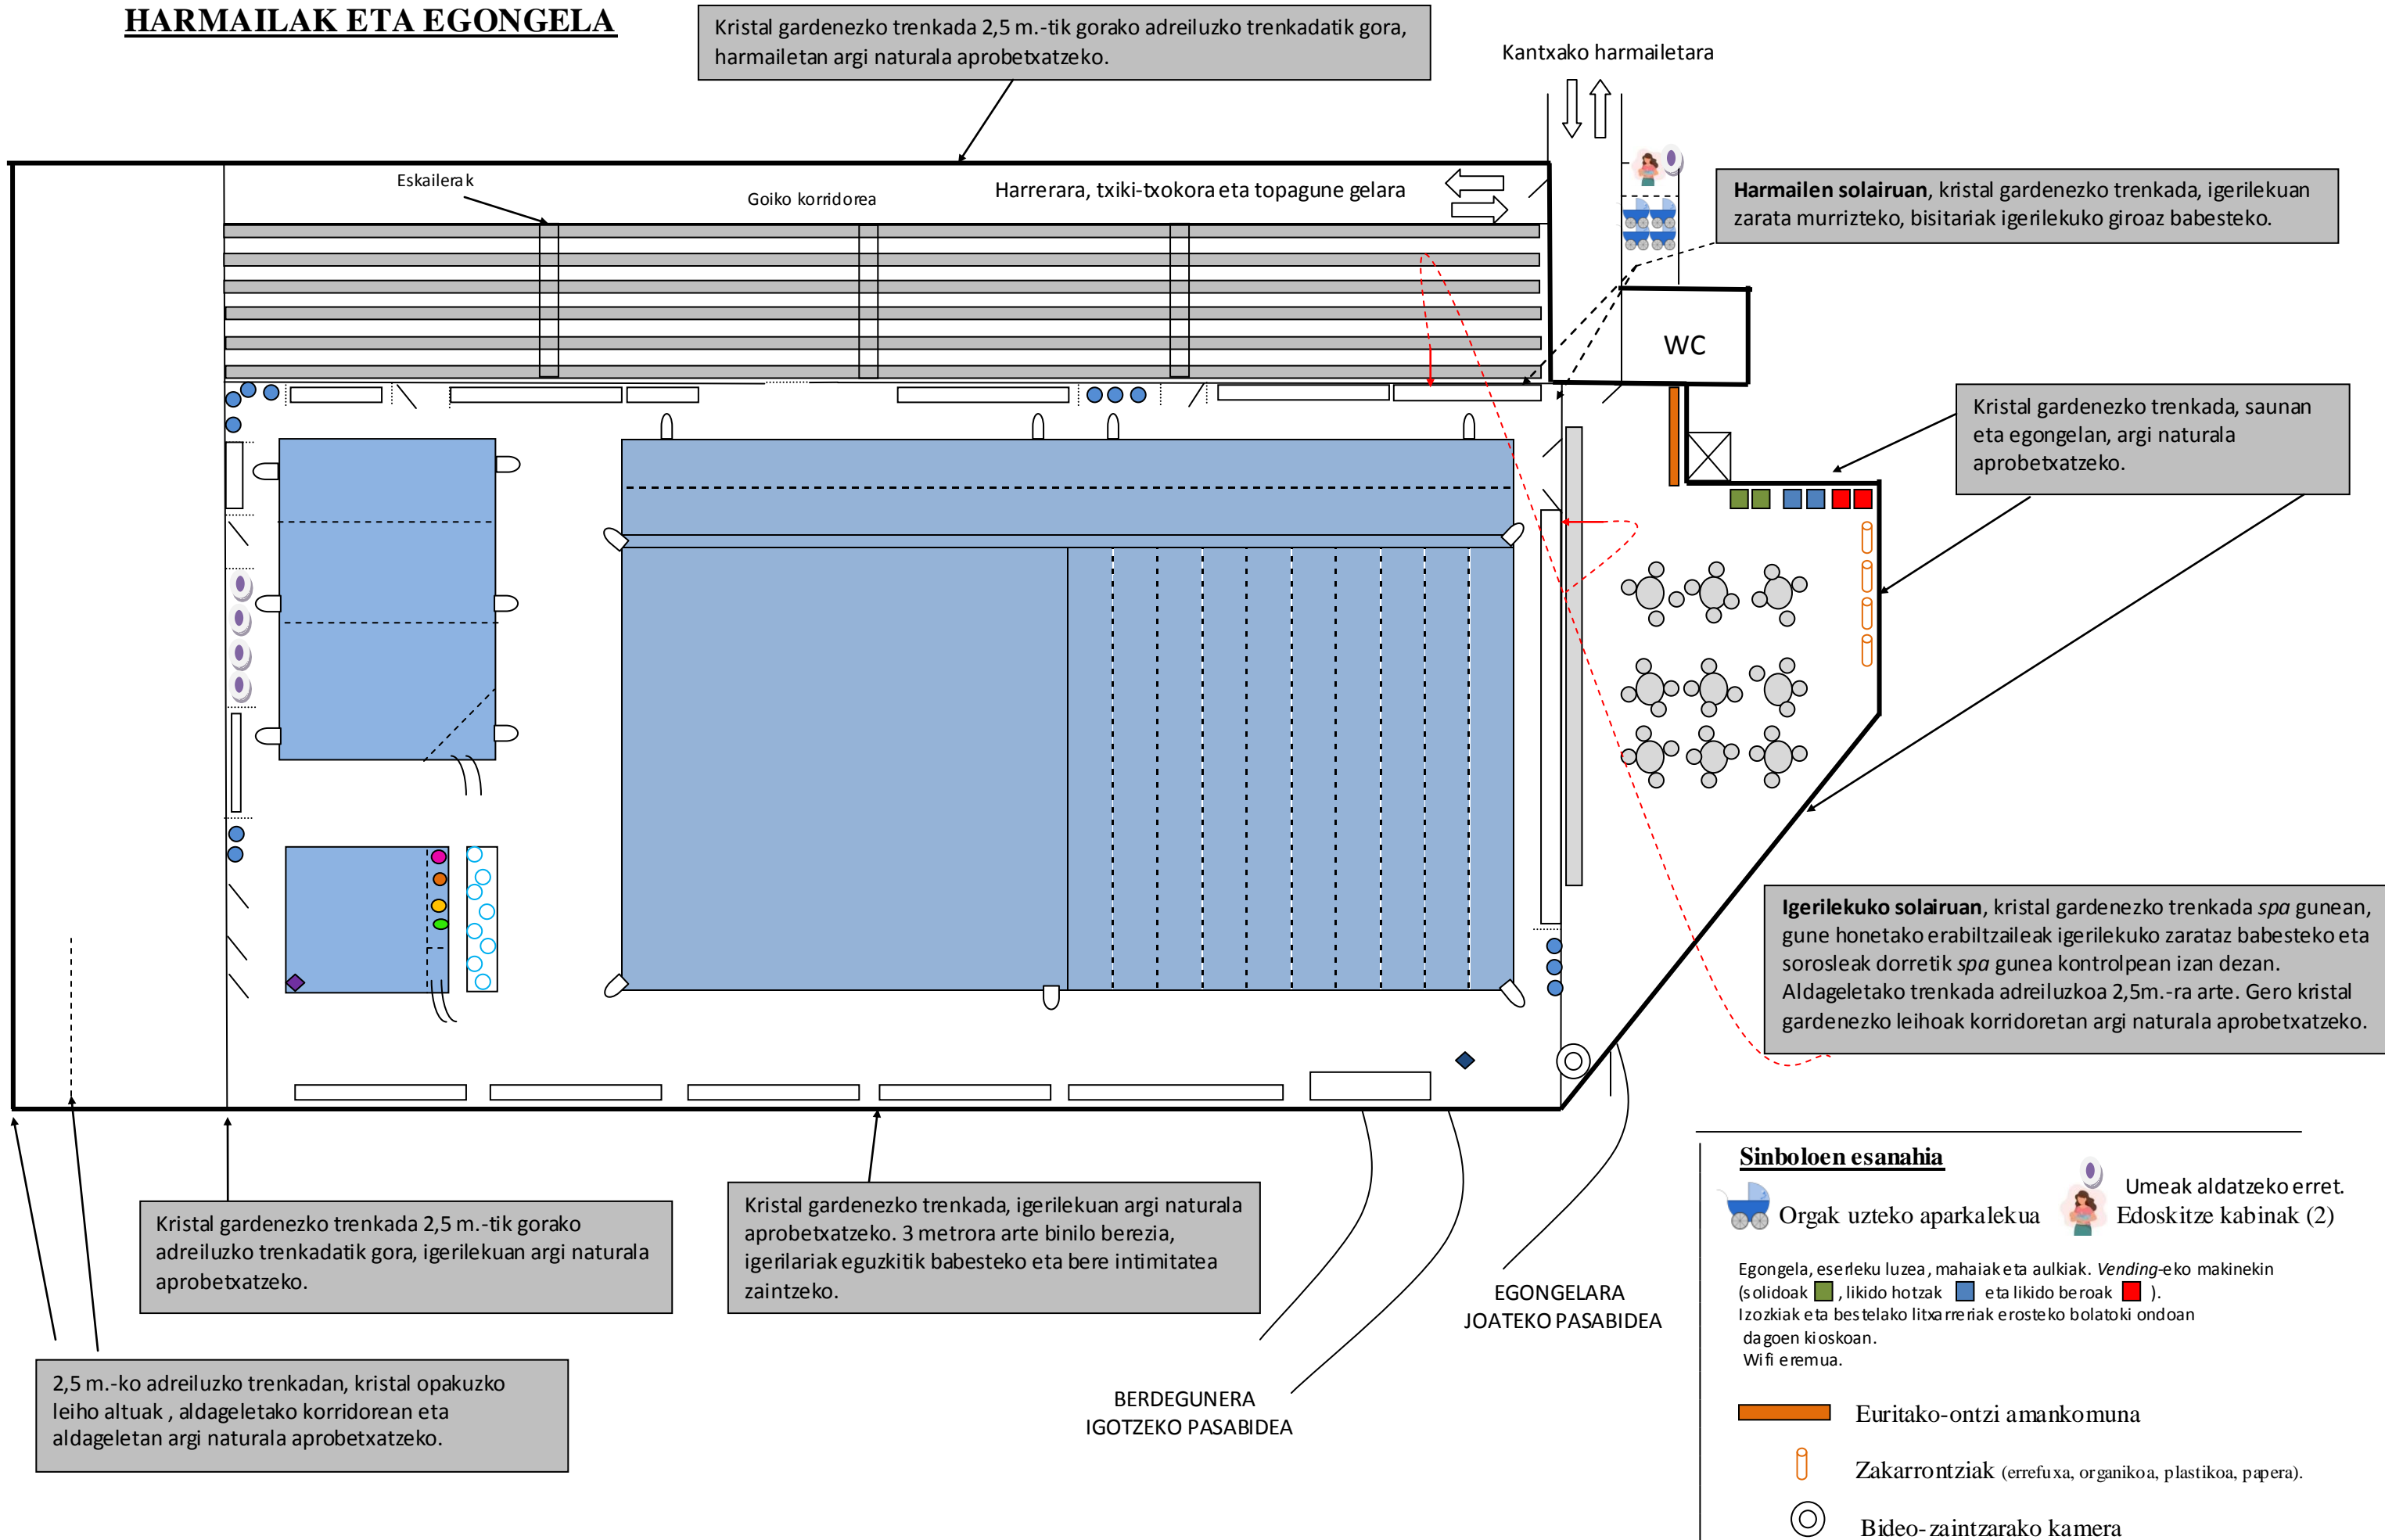 HARMAILAK ETA EGONGELA
Kristal gardenezko trenkada 2,5 m.-tik gorako adreiluzko trenkadatik gora,
harmailetan argi naturala aprobetxatzeko.
Kantxako harmailetara
Eskailerak
Goiko korridorea
Harrerara, txiki-txokora eta topagune gelara
Harmailen solairuan, kristal gardenezko trenkada, igerilekuan
zarata murrizteko, bisitariak igerilekuko giroaz babesteko.
WC
Kristal gardenezko trenkada, saunan
eta egongelan, argi naturala
aprobetxatzeko.
Igerilekuko solairuan, kristal gardenezko trenkada spa gunean,
gune honetako erabiltzaileak igerilekuko zarataz babesteko eta
sorosleak dorretik spa gunea kontrolpean izan dezan.
Aldageletako trenkada adreiluzkoa 2,5m.-ra arte. Gero kristal
gardenezko leihoak korridoretan argi naturala aprobetxatzeko.
Kristal gardenezko trenkada 2,5 m.-tik gorako
adreiluzko trenkadatik gora, igerilekuan argi naturala
aprobetxatzeko.
Kristal gardenezko trenkada, igerilekuan argi naturala
aprobetxatzeko. 3 metrora arte binilo berezia,
igerilariak eguzkitik babesteko eta bere intimitatea
zaintzeko.
2,5 m.-ko adreiluzko trenkadan, kristal opakuzko
leiho altuak , aldageletako korridorean eta
aldageletan argi naturala aprobetxatzeko.
EGONGELARA
JOATEKO PASABIDEA
BERDEGUNERA
IGOTZEKO PASABIDEA
Sinboloen esanahia
Orgak uzteko aparkalekua
Umeak aldatzeko erret.
Edoskitze kabinak (2)
Egongela, eserleku luzea, mahaiak eta aulkiak. Vending-eko makinekin
(solidoak , likido hotzak eta likido beroak ).
Izozkiak eta bestelako litxarreriak erosteko bolatoki ondoan
dagoen kioskoan.
Wifi eremua.
Euritako-ontzi amankomuna
Zakarrontziak (errefuxa, organikoa, plastikoa, papera).
Bideo-zaintzarako kamera